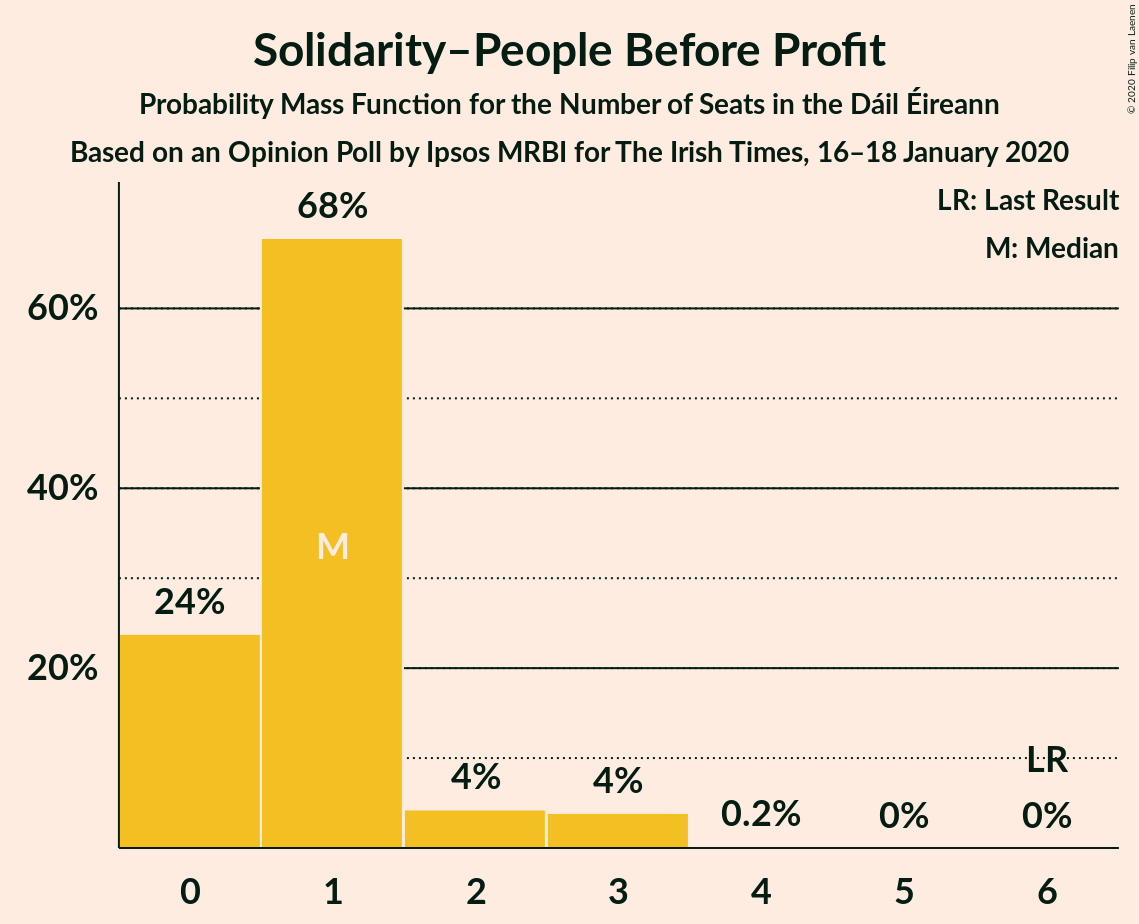 Solidarity–People Before Profit
Probability Mass Function for the Number of Seats in the Dáil Éireann
Based on an Opinion Poll by Ipsos MRBI for The Irish Times, 16–18 January 2020
© 2020 Filip van Laenen
LR: Last Result
M: Median
68%
60%
40%
M
24%
20%
LR
4%
4%
0.2%
0%
0%
0
1
2
3
4
5
6